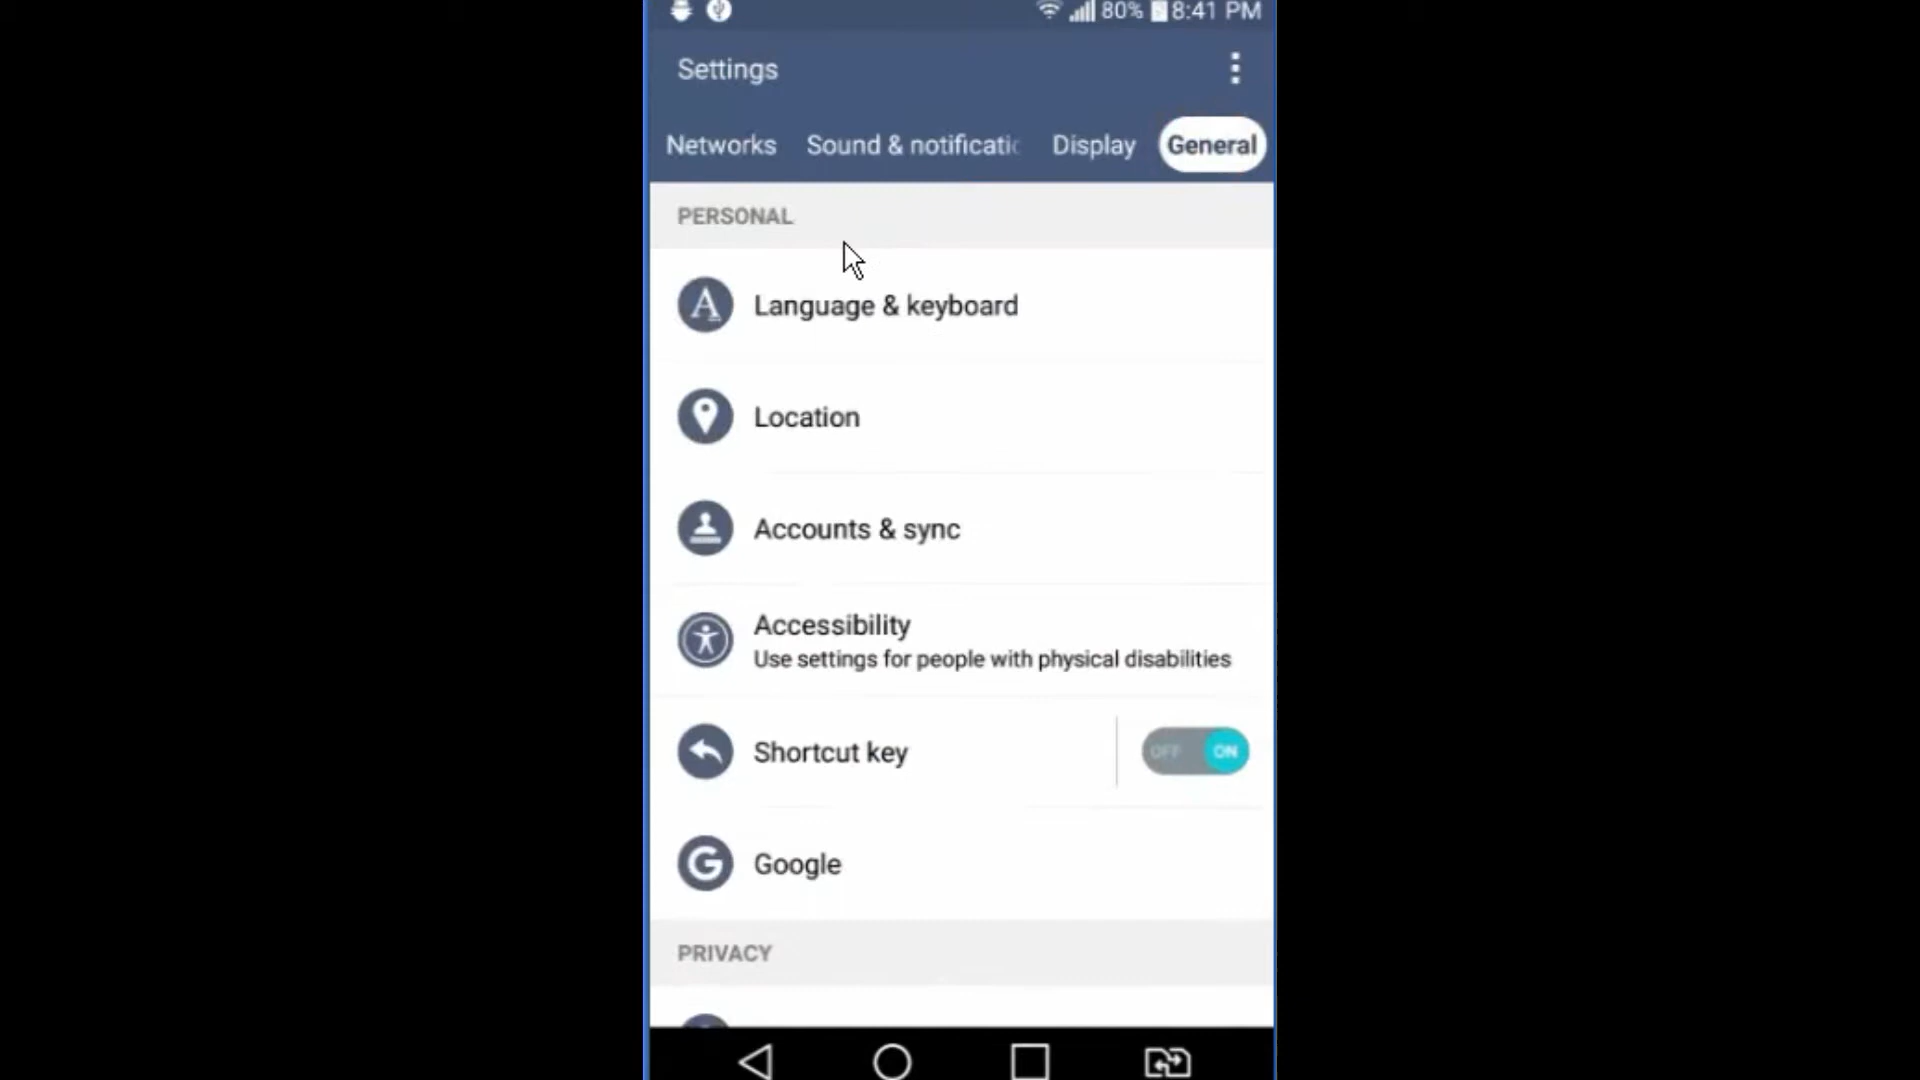 80% 8:41 PM
Settings
Networks Sound & notificatio Display General
PERSONAL
Language & keyboard
Location
Accounts & sync
Accessibility
Use settings for people with physical disabilities
Shortcut key OFF ON
Google
PRIVACY